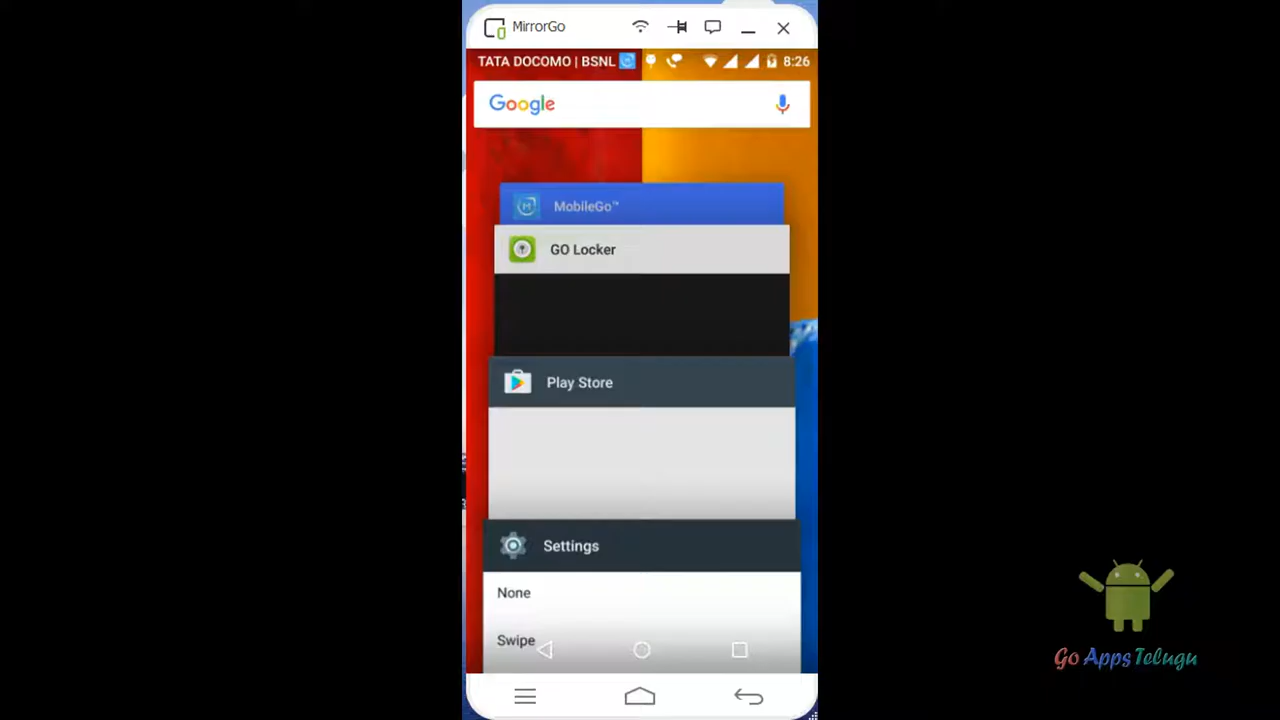 MirrorGo
TATA DOCOMO | BSNL 8:26
Google
MobileGo™
GO Locker
Play Store
Settings
None
Swipe
Go Apps Telugu